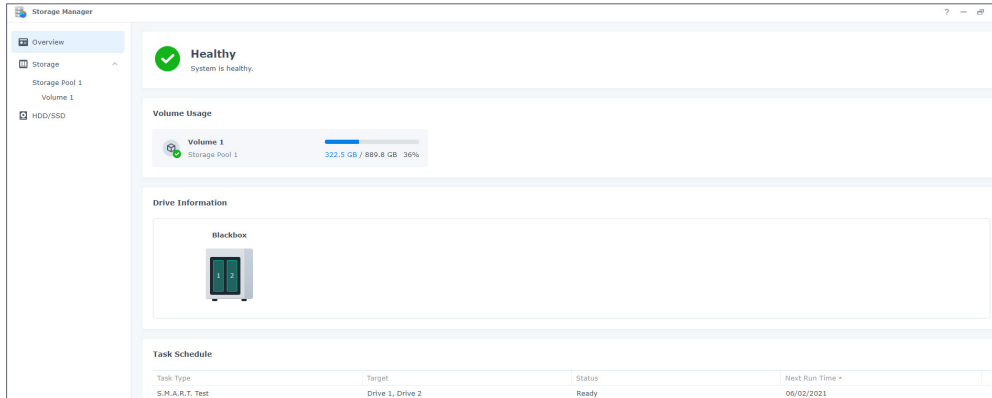 Storage Manager
?
Overview
Storage
Storage Pool 1
Volume 1
HDD/SSD
Healthy
System is healthy.
Volume Usage
Volume 1
Storage Pool 1
322.5 GB / 889.8 GB 36%
Drive Information
Blackbox
1 2
Task Schedule
Task Type Target Status Next Run Time
S.M.A.R.T. Test Drive 1, Drive 2 Ready 06/02/2021